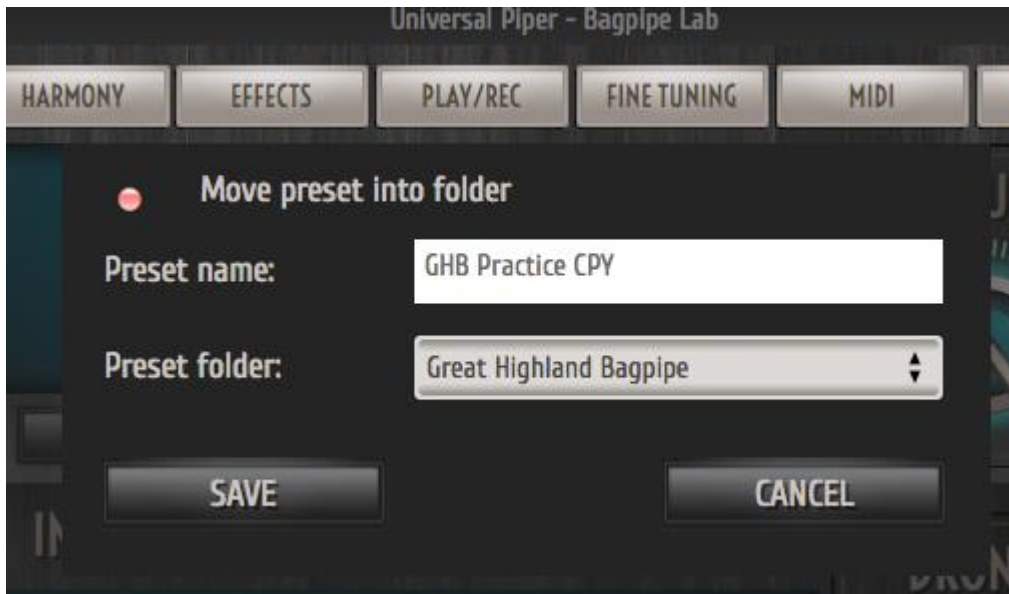 Universal Piper - Bagpipe Lab
HARMONY EFFECTS PLAY/REC FINE TUNING MIDI
Move preset into folder
Preset name: GHB Practice CPY
Preset folder: Great Highland Bagpipe
SAVE CANCEL